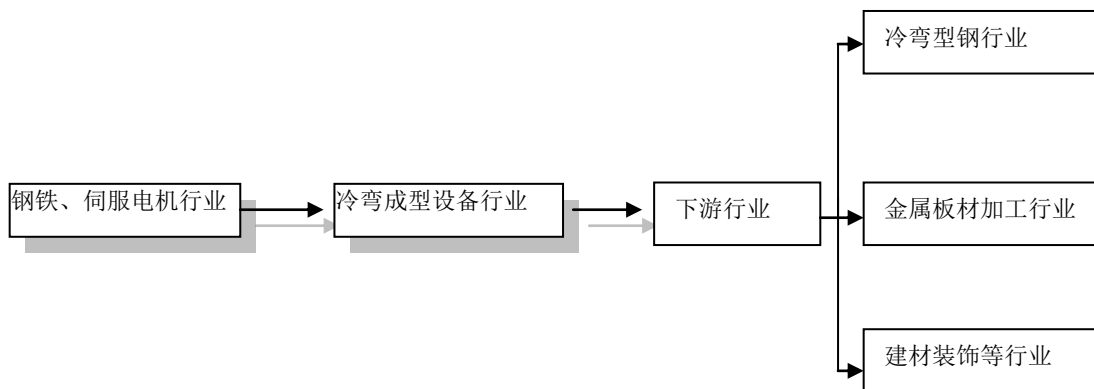 冷弯型钢行业
钢铁、伺服电机行业
冷弯成型设备行业
下游行业
金属板材加工行业
建材装饰等行业